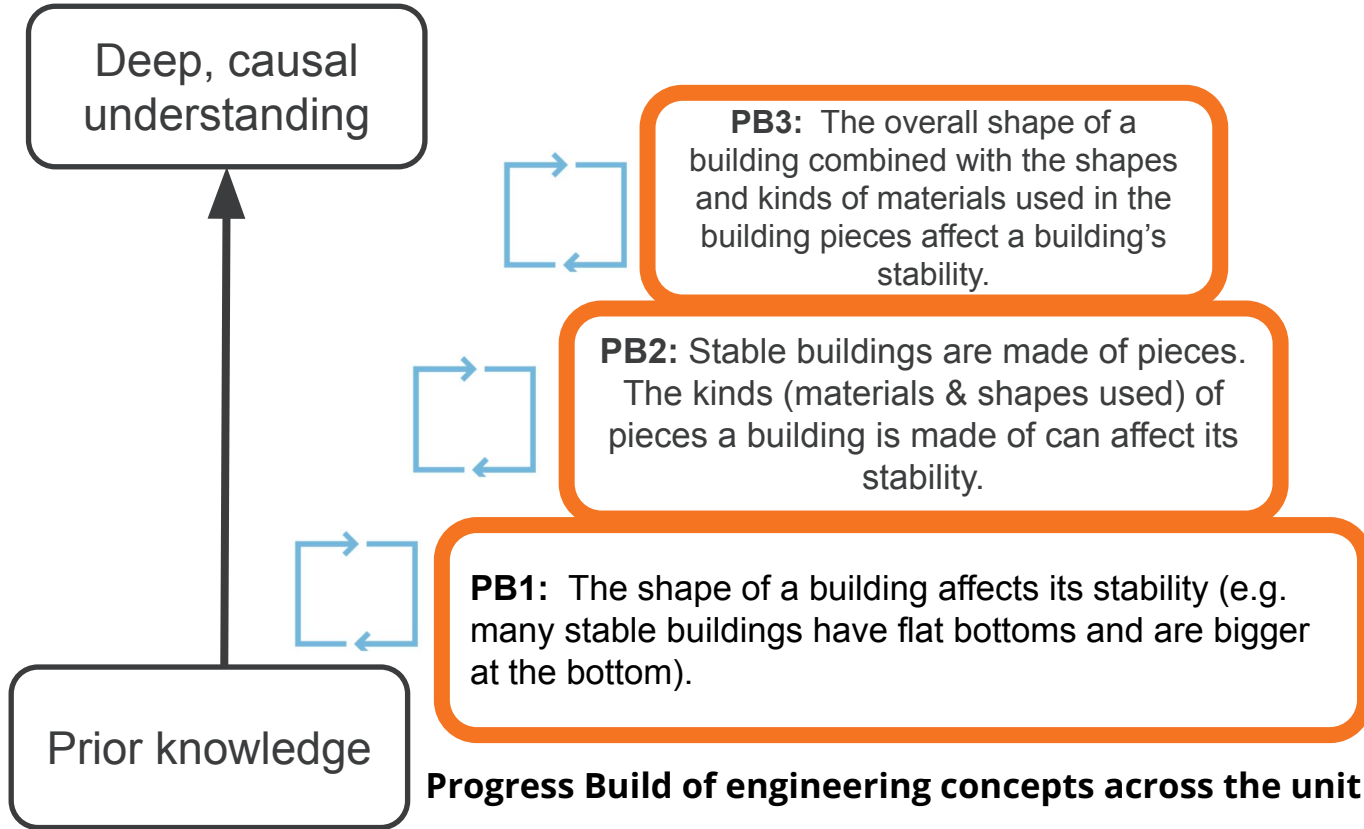 Deep, causal
understanding
PB3:  The overall shape of a
building combined with the shapes
and kinds of materials used in the
building pieces affect a building’s
stability.
PB2: Stable buildings are made of pieces.
The kinds (materials & shapes used) of
pieces a building is made of can affect its
stability.
PB1:  The shape of a building affects its stability (e.g.
many stable buildings have flat bottoms and are bigger
at the bottom).
Prior knowledge
Progress Build of engineering concepts across the unit